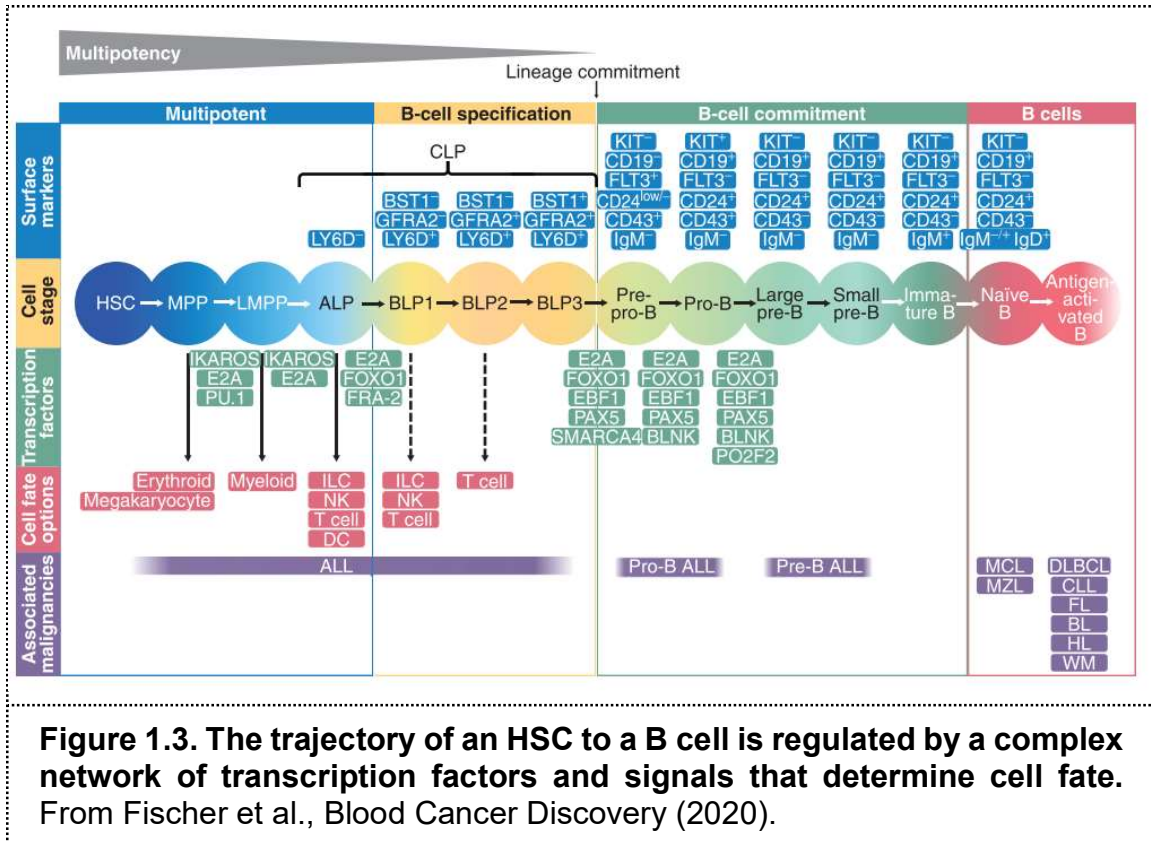 Multipotency
Lineage commitment
Multipotent
B-cell specification
B-cell commitment
B cells
Surface
markers
CLP
LY6D⁻
BST1⁻
GFRA2⁻
LY6D⁺
BST1⁻
GFRA2⁺
LY6D⁺
BST1⁺
GFRA2⁺
LY6D⁺
KIT⁻
CD19⁻
FLT3⁺
CD24low/–
CD43⁺
IgM⁻
KIT⁺
CD19⁺
FLT3⁻
CD24⁺
CD43⁺
IgM⁻
KIT⁻
CD19⁺
FLT3⁻
CD24⁺
CD43⁻
IgM⁻
KIT⁻
CD19⁺
FLT3⁻
CD24⁺
CD43⁻
IgM⁻
KIT⁻
CD19⁺
FLT3⁻
CD24⁺
CD43⁻
IgM⁺
KIT⁻
CD19⁺
FLT3⁻
CD24⁺
CD43⁻
IgM⁻/⁺ IgD⁺
Cell
stage
HSC
MPP
LMPP
ALP
BLP1
BLP2
BLP3
Pre-
pro-B
Pro-B
Large
pre-B
Small
pre-B
Imma-
ture B
Naïve
B
Antigen-
acti-
vated
B
Transcription
factors
IKAROS
E2A
PU.1
IKAROS
E2A
E2A
FOXO1
FRA-2
E2A
FOXO1
EBF1
PAX5
SMARCA4
E2A
FOXO1
EBF1
PAX5
BLNK
E2A
FOXO1
EBF1
PAX5
BLNK
PO2F2
Cell fate
options
Erythroid
Megakaryocyte
Myeloid
ILC
NK
T cell
DC
ILC
NK
T cell
T cell
Associated
malignancies
ALL
Pro-B ALL
Pre-B ALL
MCL
MZL
DLBCL
CLL
FL
BL
HL
WM
Figure 1.3. The trajectory of an HSC to a B cell is regulated by a complex
network of transcription factors and signals that determine cell fate.
From Fischer et al., Blood Cancer Discovery (2020).